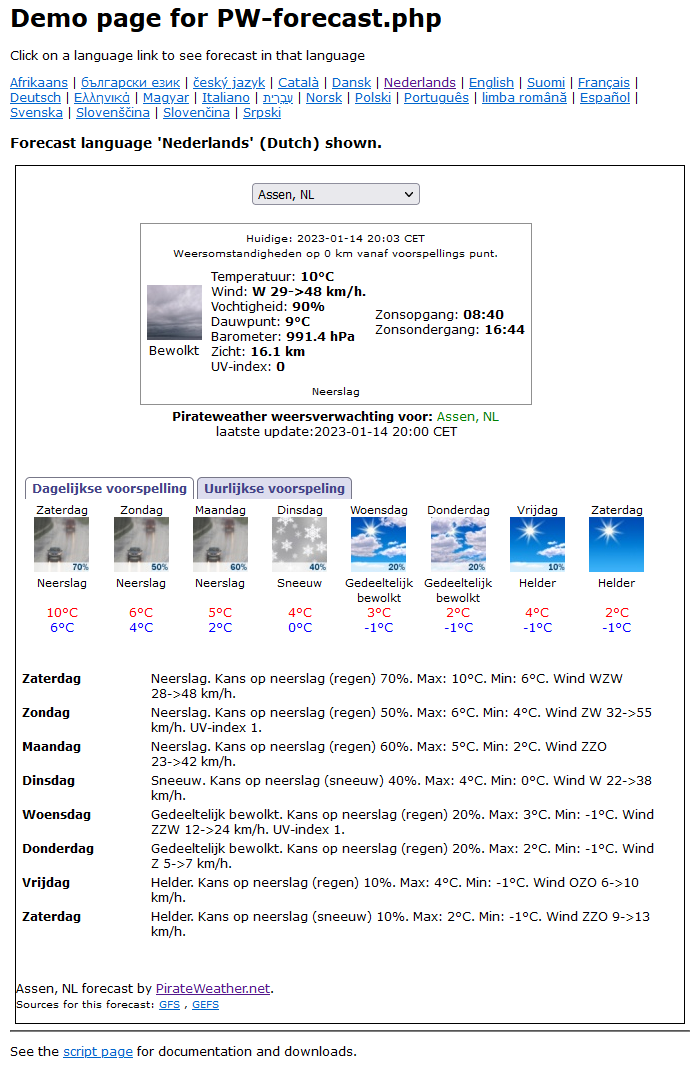 Demo page for PW-forecast.php
Click on a language link to see forecast in that language
Afrikaans | български език | český jazyk | Català | Dansk | Nederlands | English | Suomi | Français |
Deutsch | Ελληνικά | Magyar | Italiano | עִבְרִית | Norsk | Polski | Português | limba română | Español |
Svenska | Slovenščina | Slovenčina | Srpski
Forecast language 'Nederlands' (Dutch) shown.
Assen, NL
Huidige: 2023-01-14 20:03 CET
Weersomstandigheden op 0 km vanaf voorspellings punt.
Temperatuur: 10°C
Wind: W 29->48 km/h.
Vochtigheid: 90%
Dauwpunt: 9°C
Barometer: 991.4 hPa
Zicht: 16.1 km
UV-index: 0
Bewolkt
Zonsopgang: 08:40
Zonsondergang: 16:44
Neerslag
Pirateweather weersverwachting voor: Assen, NL
laatste update:2023-01-14 20:00 CET
Dagelijkse voorspelling Uurlijkse voorspeling
Zaterdag Zondag Maandag Dinsdag Woensdag Donderdag Vrijdag Zaterdag
70% 50% 60% 40% 20% 20% 10%
Neerslag Neerslag Neerslag Sneeuw Gedeeltelijk Gedeeltelijk Helder Helder
bewolkt bewolkt
10°C 6°C 5°C 4°C 3°C 2°C 4°C 2°C
6°C 4°C 2°C 0°C -1°C -1°C -1°C -1°C
Zaterdag Neerslag. Kans op neerslag (regen) 70%. Max: 10°C. Min: 6°C. Wind WZW
28->48 km/h.
Zondag Neerslag. Kans op neerslag (regen) 50%. Max: 6°C. Min: 4°C. Wind ZW 32->55
km/h. UV-index 1.
Maandag Neerslag. Kans op neerslag (regen) 60%. Max: 5°C. Min: 2°C. Wind ZZO
23->42 km/h.
Dinsdag Sneeuw. Kans op neerslag (sneeuw) 40%. Max: 4°C. Min: 0°C. Wind W 22->38
km/h.
Woensdag Gedeeltelijk bewolkt. Kans op neerslag (regen) 20%. Max: 3°C. Min: -1°C. Wind
ZZW 12->24 km/h. UV-index 1.
Donderdag Gedeeltelijk bewolkt. Kans op neerslag (regen) 20%. Max: 2°C. Min: -1°C. Wind
Z 5->7 km/h.
Vrijdag Helder. Kans op neerslag (regen) 10%. Max: 4°C. Min: -1°C. Wind OZO 6->10
km/h.
Zaterdag Helder. Kans op neerslag (sneeuw) 10%. Max: 2°C. Min: -1°C. Wind ZZO 9->13
km/h.
Assen, NL forecast by PirateWeather.net.
Sources for this forecast: GFS , GEFS
See the script page for documentation and downloads.